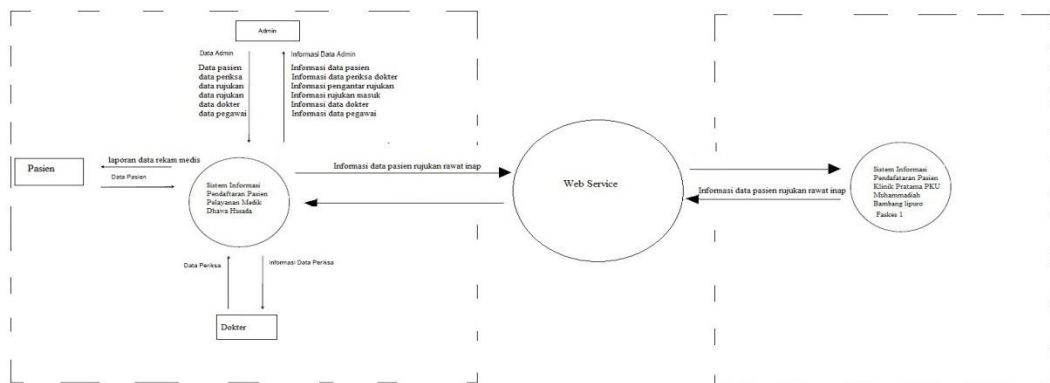 Admin
Data Admin
Data pasien
data periksa
data rujukan
data rujukan
data dokter
data pegawai
Informasi Data Admin
Informasi data pasien
Informasi data periksa dokter
Informasi pengantar rujukan
Informasi rujukan masuk
Informasi data dokter
Informasi data pegawai
Pasien
laporan data rekam medis
Data Pasien
Sistem Informasi
Pendaftaran Pasien
Pelayanan Medik
Dhawa Husada
Informasi data pasien rujukan rawat inap
Web Service
Informasi data pasien rujukan rawat inap
Sistem Informasi
Pendafataran Pasien
Klinik Pratama PKU
Muhammadiah
Bambang lipuro
Faskes 1
Data Periksa
Informasi Data Periksa
Dokter